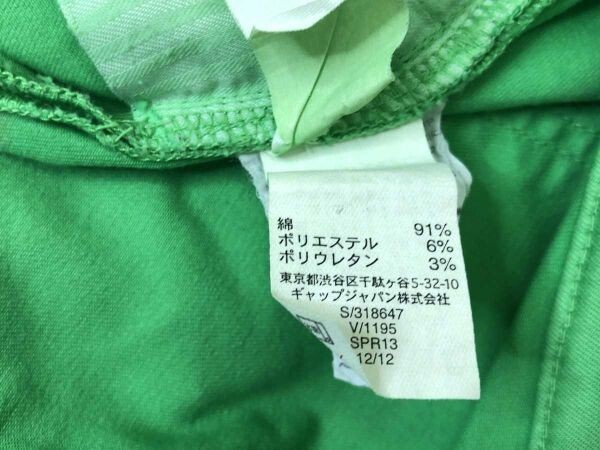 綿 91%
ポリエステル 6%
ポリウレタン 3%
東京都渋谷区千駄ヶ谷5-32-10
ギャップジャパン株式会社
S/318647
V/1195
SPR13
12/12